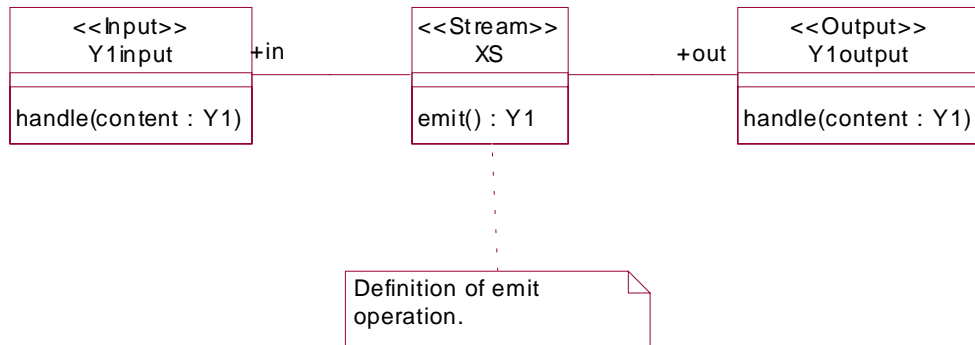 <<Input>>
Y1input
handle(content : Y1)
+in
<<Stream>>
XS
emit() : Y1
+out
<<Output>>
Y1output
handle(content : Y1)
Definition of emit
operation.